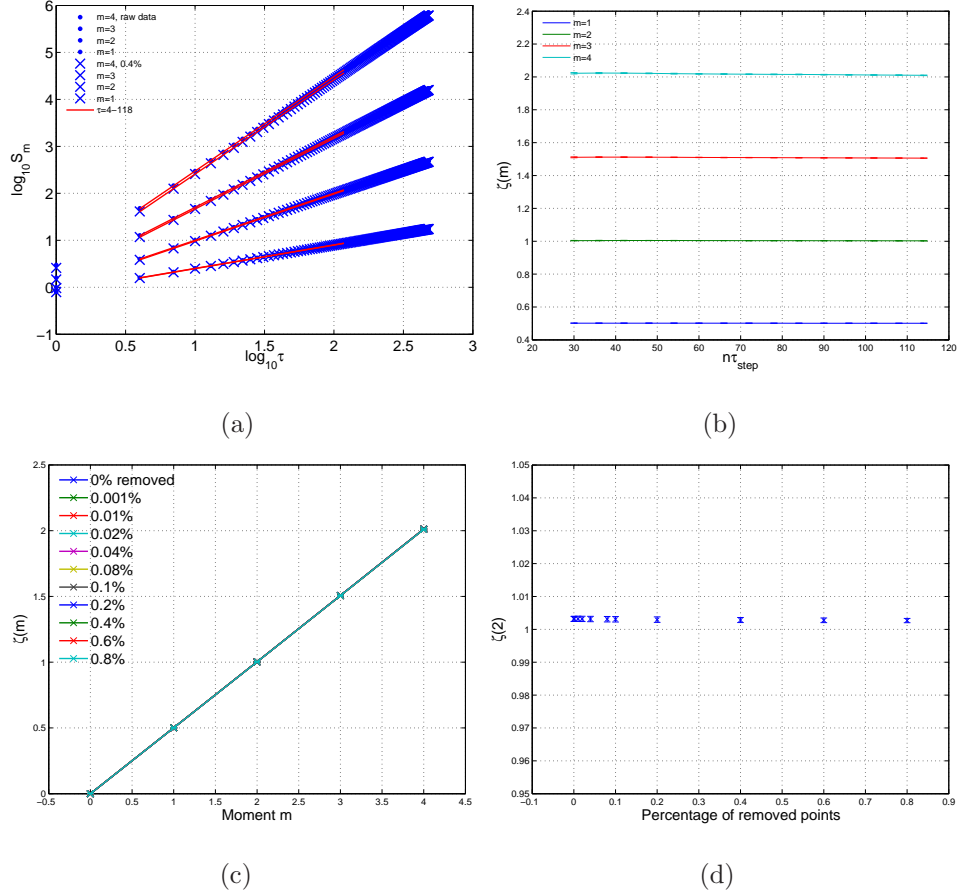 6
5
4
3
2
1
0
−1
log10 Sm
m=4, raw data
m=3
m=2
m=1
m=4, 0.4%
m=3
m=2
m=1
τ=4−118
0 0.5 1 1.5 2 2.5 3
log10 τ
(a)
2.4
2.2
2
1.8
1.6
1.4
1.2
1
0.8
0.6
0.4
ζ(m)
m=1
m=2
m=3
m=4
20 30 40 50 60 70 80 90 100 110 120
nτstep
(b)
2.5
2
1.5
1
0.5
0
ζ(m)
0% removed
0.001%
0.01%
0.02%
0.04%
0.08%
0.1%
0.2%
0.4%
0.6%
0.8%
−0.5 0 0.5 1 1.5 2 2.5 3 3.5 4 4.5
Moment m
(c)
1.05
1.04
1.03
1.02
1.01
1
0.99
0.98
0.97
0.96
0.95
ζ(2)
−0.1 0 0.1 0.2 0.3 0.4 0.5 0.6 0.7 0.8 0.9
Percentage of removed points
(d)